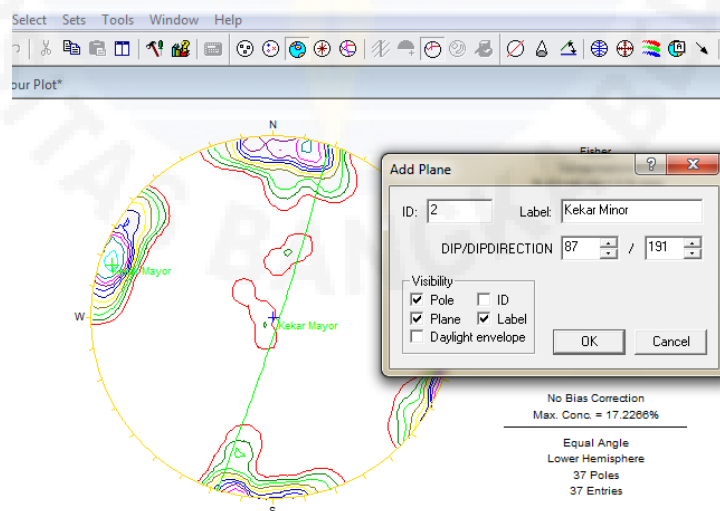 Select Sets Tools Window Help
our Plot*
N
Fisher
Add Plane
ID: 2 Label: Kekar Minor
DIP/DIPDIRECTION 87 / 191
Visibility
Pole ID
Plane Label
Daylight envelope
OK Cancel
Mayor
W
Kekar Mayor
S
No Bias Correction
Max. Conc. = 17.2266%
Equal Angle
Lower Hemisphere
37 Poles
37 Entries